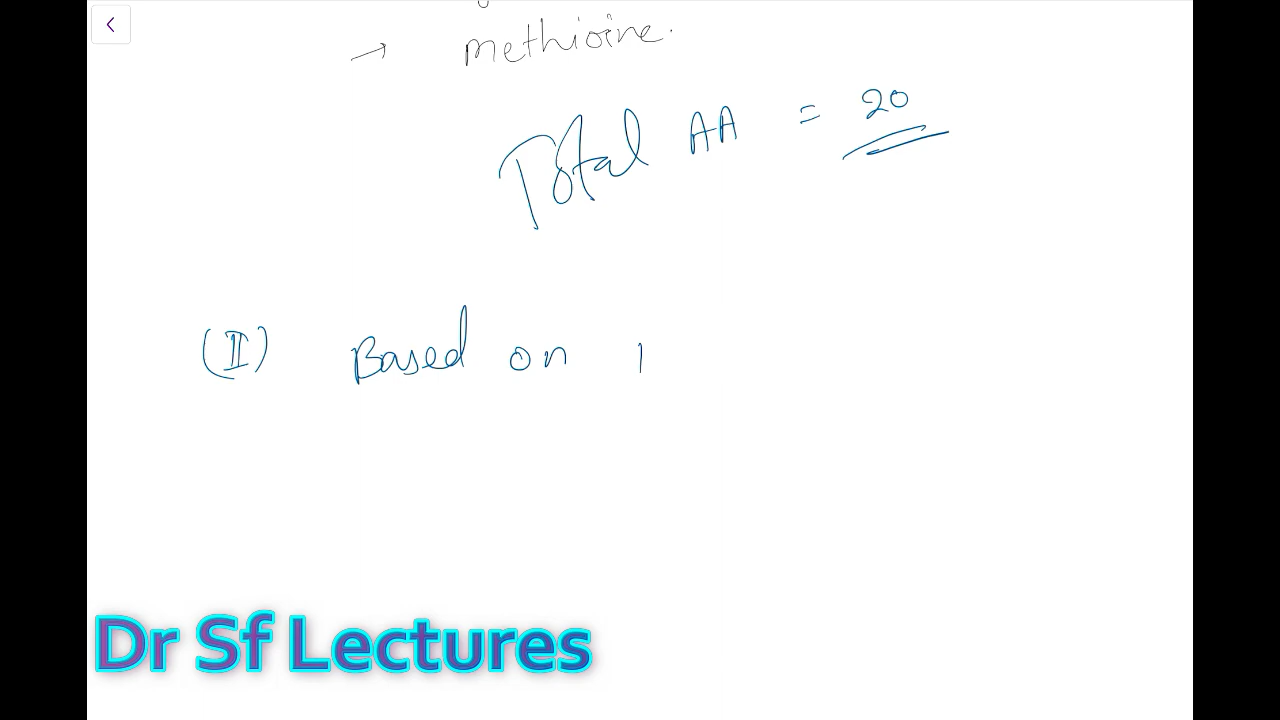 → methioine.
Total AA = 20
(II) Based on
Dr Sf Lectures